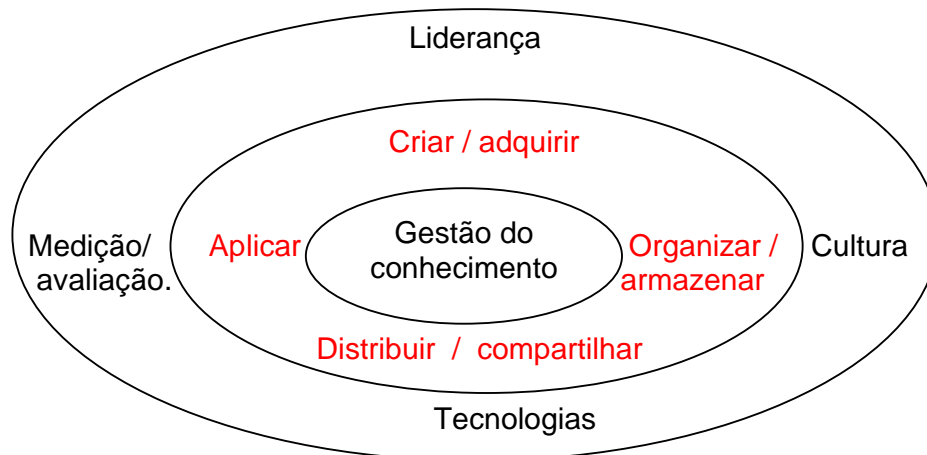 Liderança
Criar / adquirir
Medição/
avaliação.
Aplicar
Gestão do
conhecimento
Organizar /
armazenar
Cultura
Distribuir / compartilhar
Tecnologias